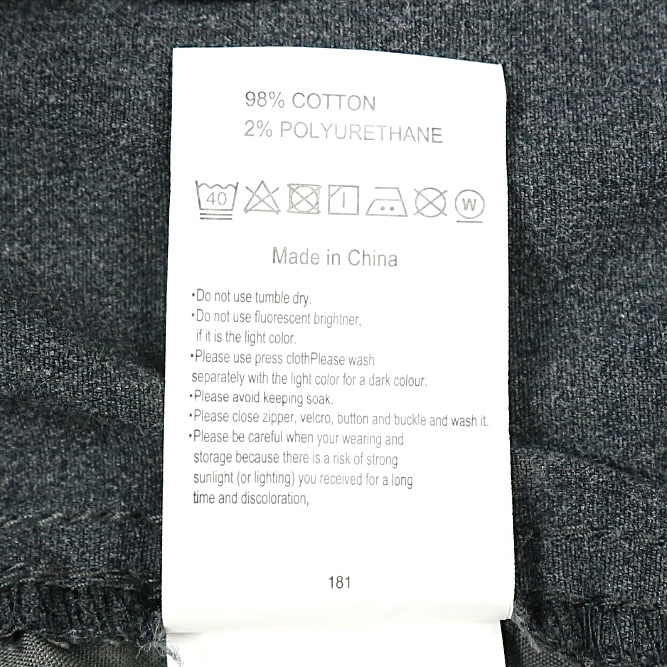 98% COTTON
2% POLYURETHANE
40 W
Made in China
•Do not use tumble dry.
•Do not use fluorescent brightner,
if it is the light color.
•Please use press clothPlease wash
separately with the light color for a dark colour.
•Please avoid keeping soak.
•Please close zipper, velcro, button and buckle and wash it.
•Please be careful when your wearing and
storage because there is a risk of strong
sunlight (or lighting) you received for a long
time and discoloration,
181